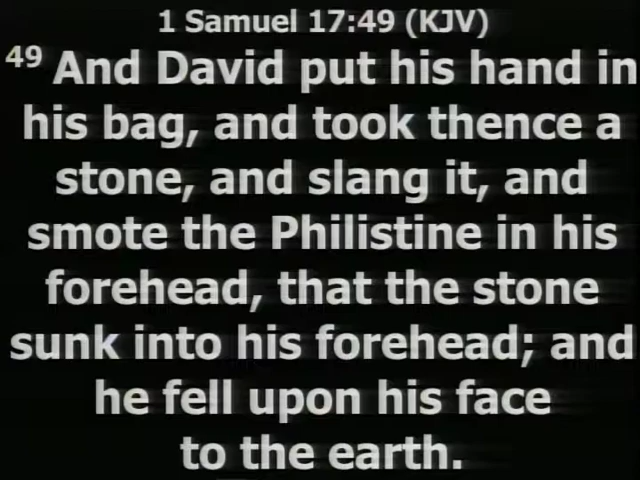 1 Samuel 17:49 (KJV)
49 And David put his hand in
his bag, and took thence a
stone, and slang it, and
smote the Philistine in his
forehead, that the stone
sunk into his forehead; and
he fell upon his face
to the earth.